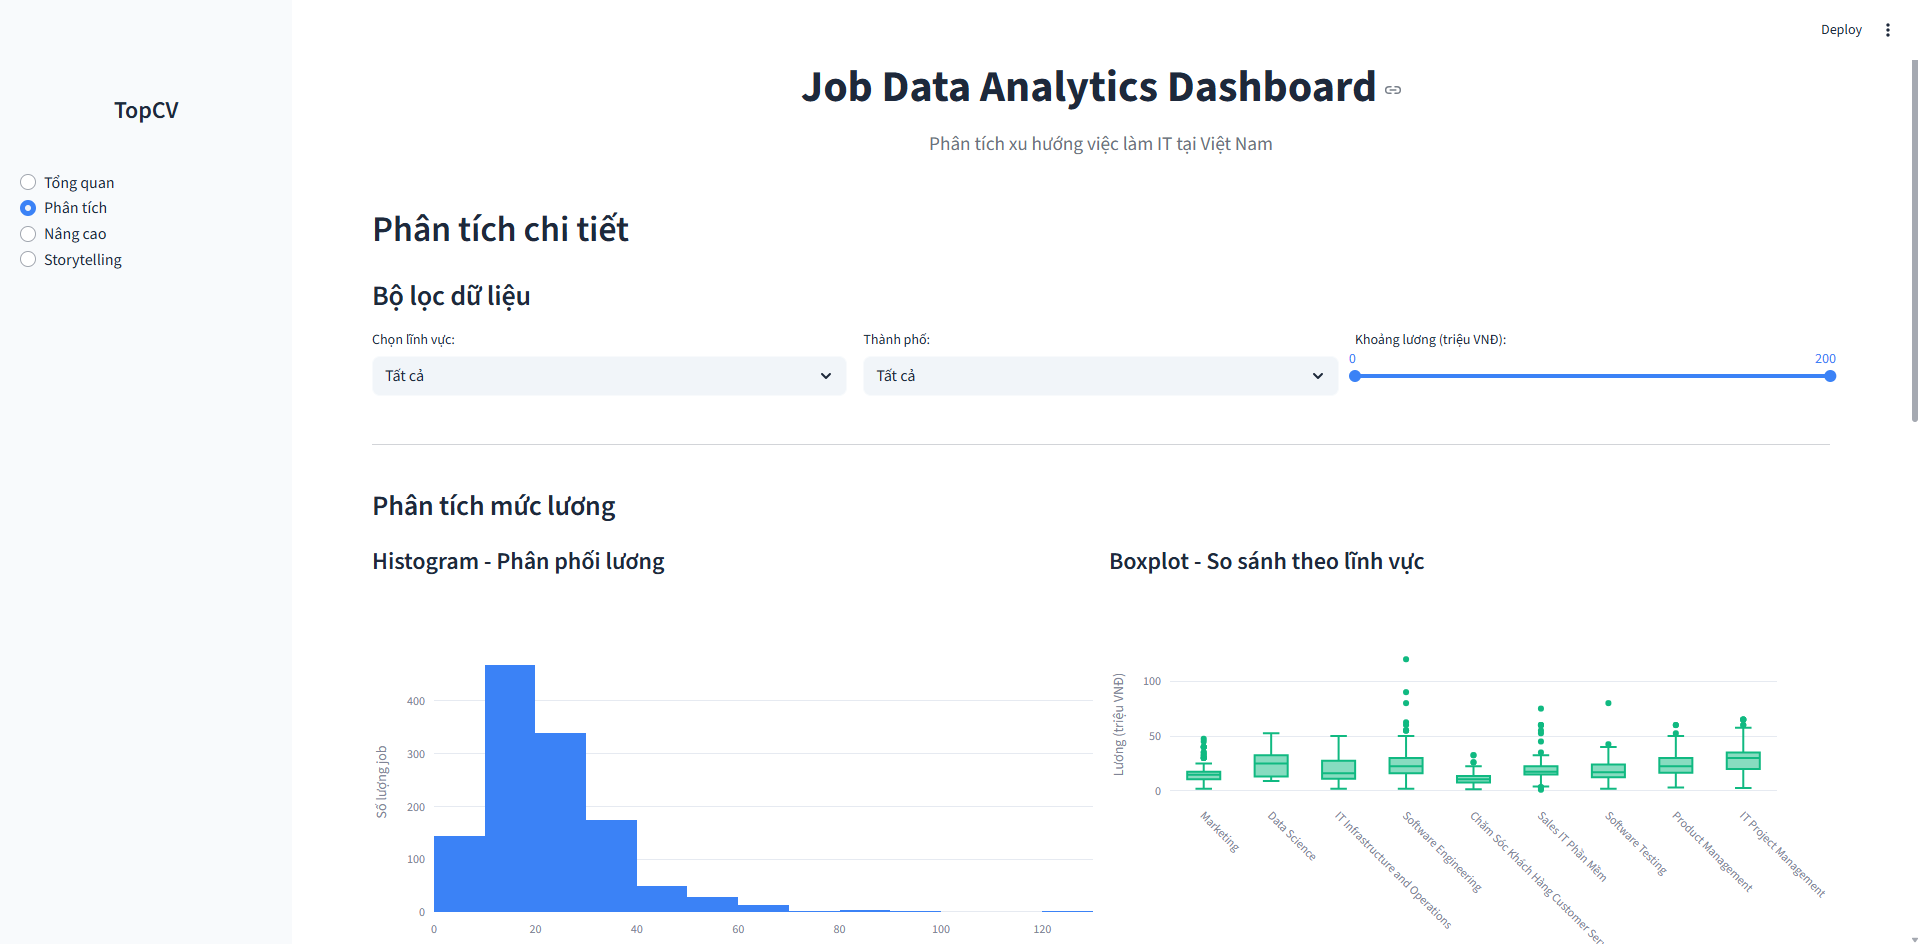 Deploy
TopCV
Tổng quan
Phân tích
Nâng cao
Storytelling
Job Data Analytics Dashboard
Phân tích xu hướng việc làm IT tại Việt Nam
Phân tích chi tiết
Bộ lọc dữ liệu
Chọn lĩnh vực:
Tất cả
Thành phố:
Tất cả
Khoảng lương (triệu VNĐ):
0
200
Phân tích mức lương
Histogram - Phân phối lương
Số lượng job
400
300
200
100
0
0
20
40
60
80
100
120
Boxplot - So sánh theo lĩnh vực
Lương (triệu VNĐ)
100
50
0
Marketing
Data Science
IT Infrastructure and Operations
Software Engineering
Chăm Sóc Khách Hàng Customer Ser
Sales IT Phần Mềm
Software Testing
Product Management
IT Project Management